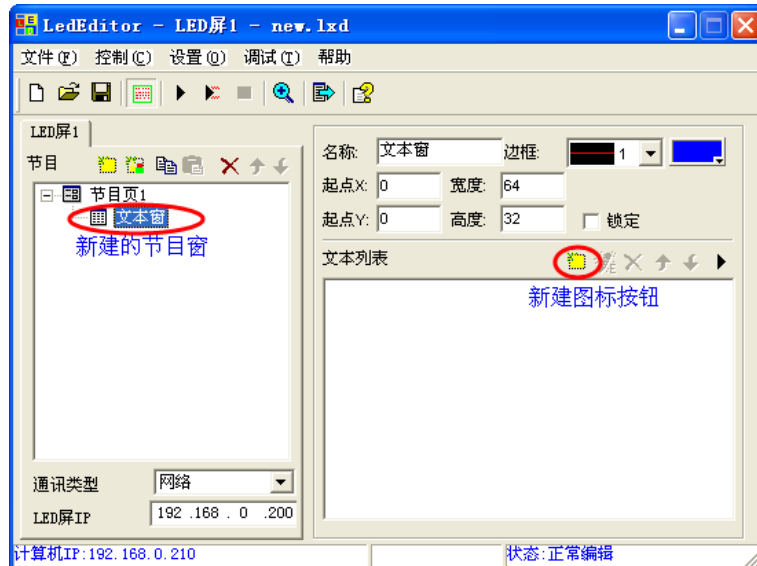 LedEditor - LED屏1 - new.lxd
文件(F) 控制(C) 设置(O) 调试(T) 帮助
LED屏1
节目
节目页1
文本窗
新建的节目窗
通讯类型 网络
LED屏IP 192 .168 . 0 .200
名称: 文本窗 边框: 1
起点X: 0 宽度: 64
起点Y: 0 高度: 32 锁定
文本列表
新建图标按钮
计算机IP:192.168.0.210 状态:正常编辑